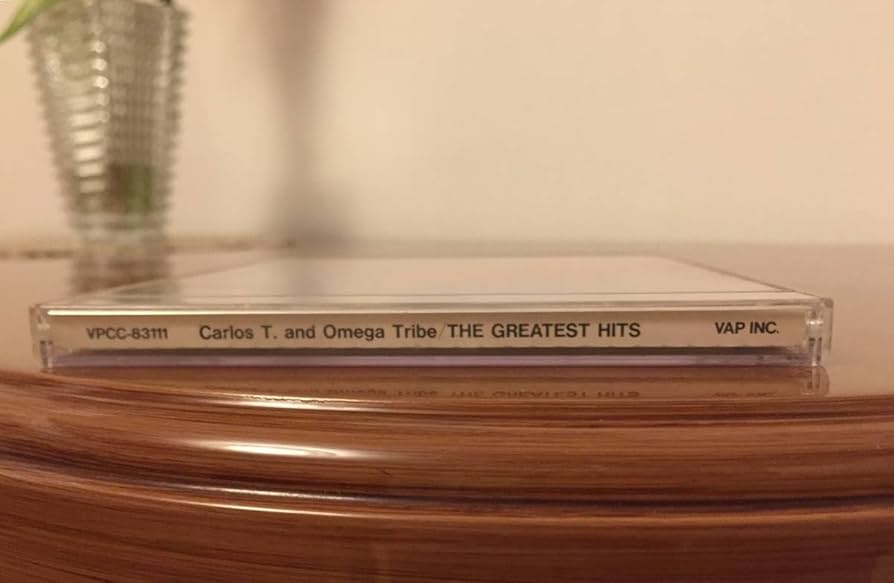 VPCC-83111 Carlos T. and Omega Tribe/THE GREATEST HITS VAP INC.